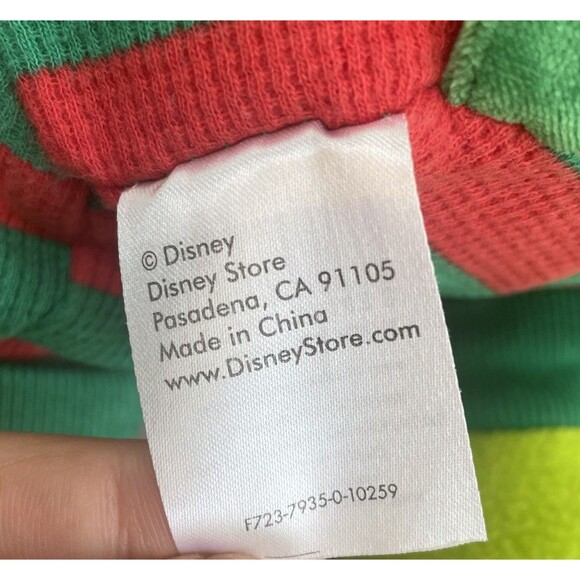 © Disney
Disney Store
Pasadena, CA 91105
Made in China
www.DisneyStore.com
F723-7935-0-10259